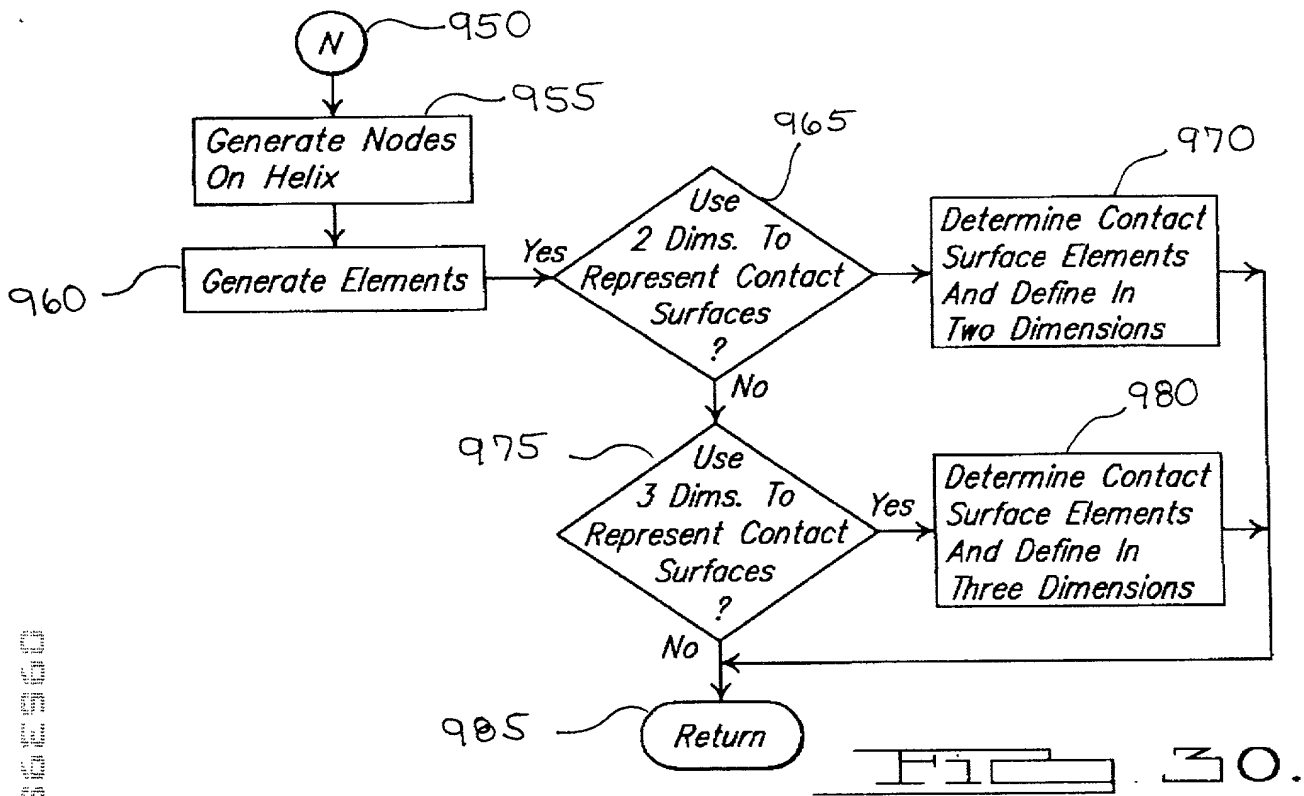 N
950
955
Generate Nodes
On Helix
960
Generate Elements
Yes
965
Use
2 Dims. To
Represent Contact
Surfaces
?
970
Determine Contact
Surface Elements
And Define In
Two Dimensions
No
975
Use
3 Dims. To
Represent Contact
Surfaces
?
Yes
980
Determine Contact
Surface Elements
And Define In
Three Dimensions
No
985
Return
30.